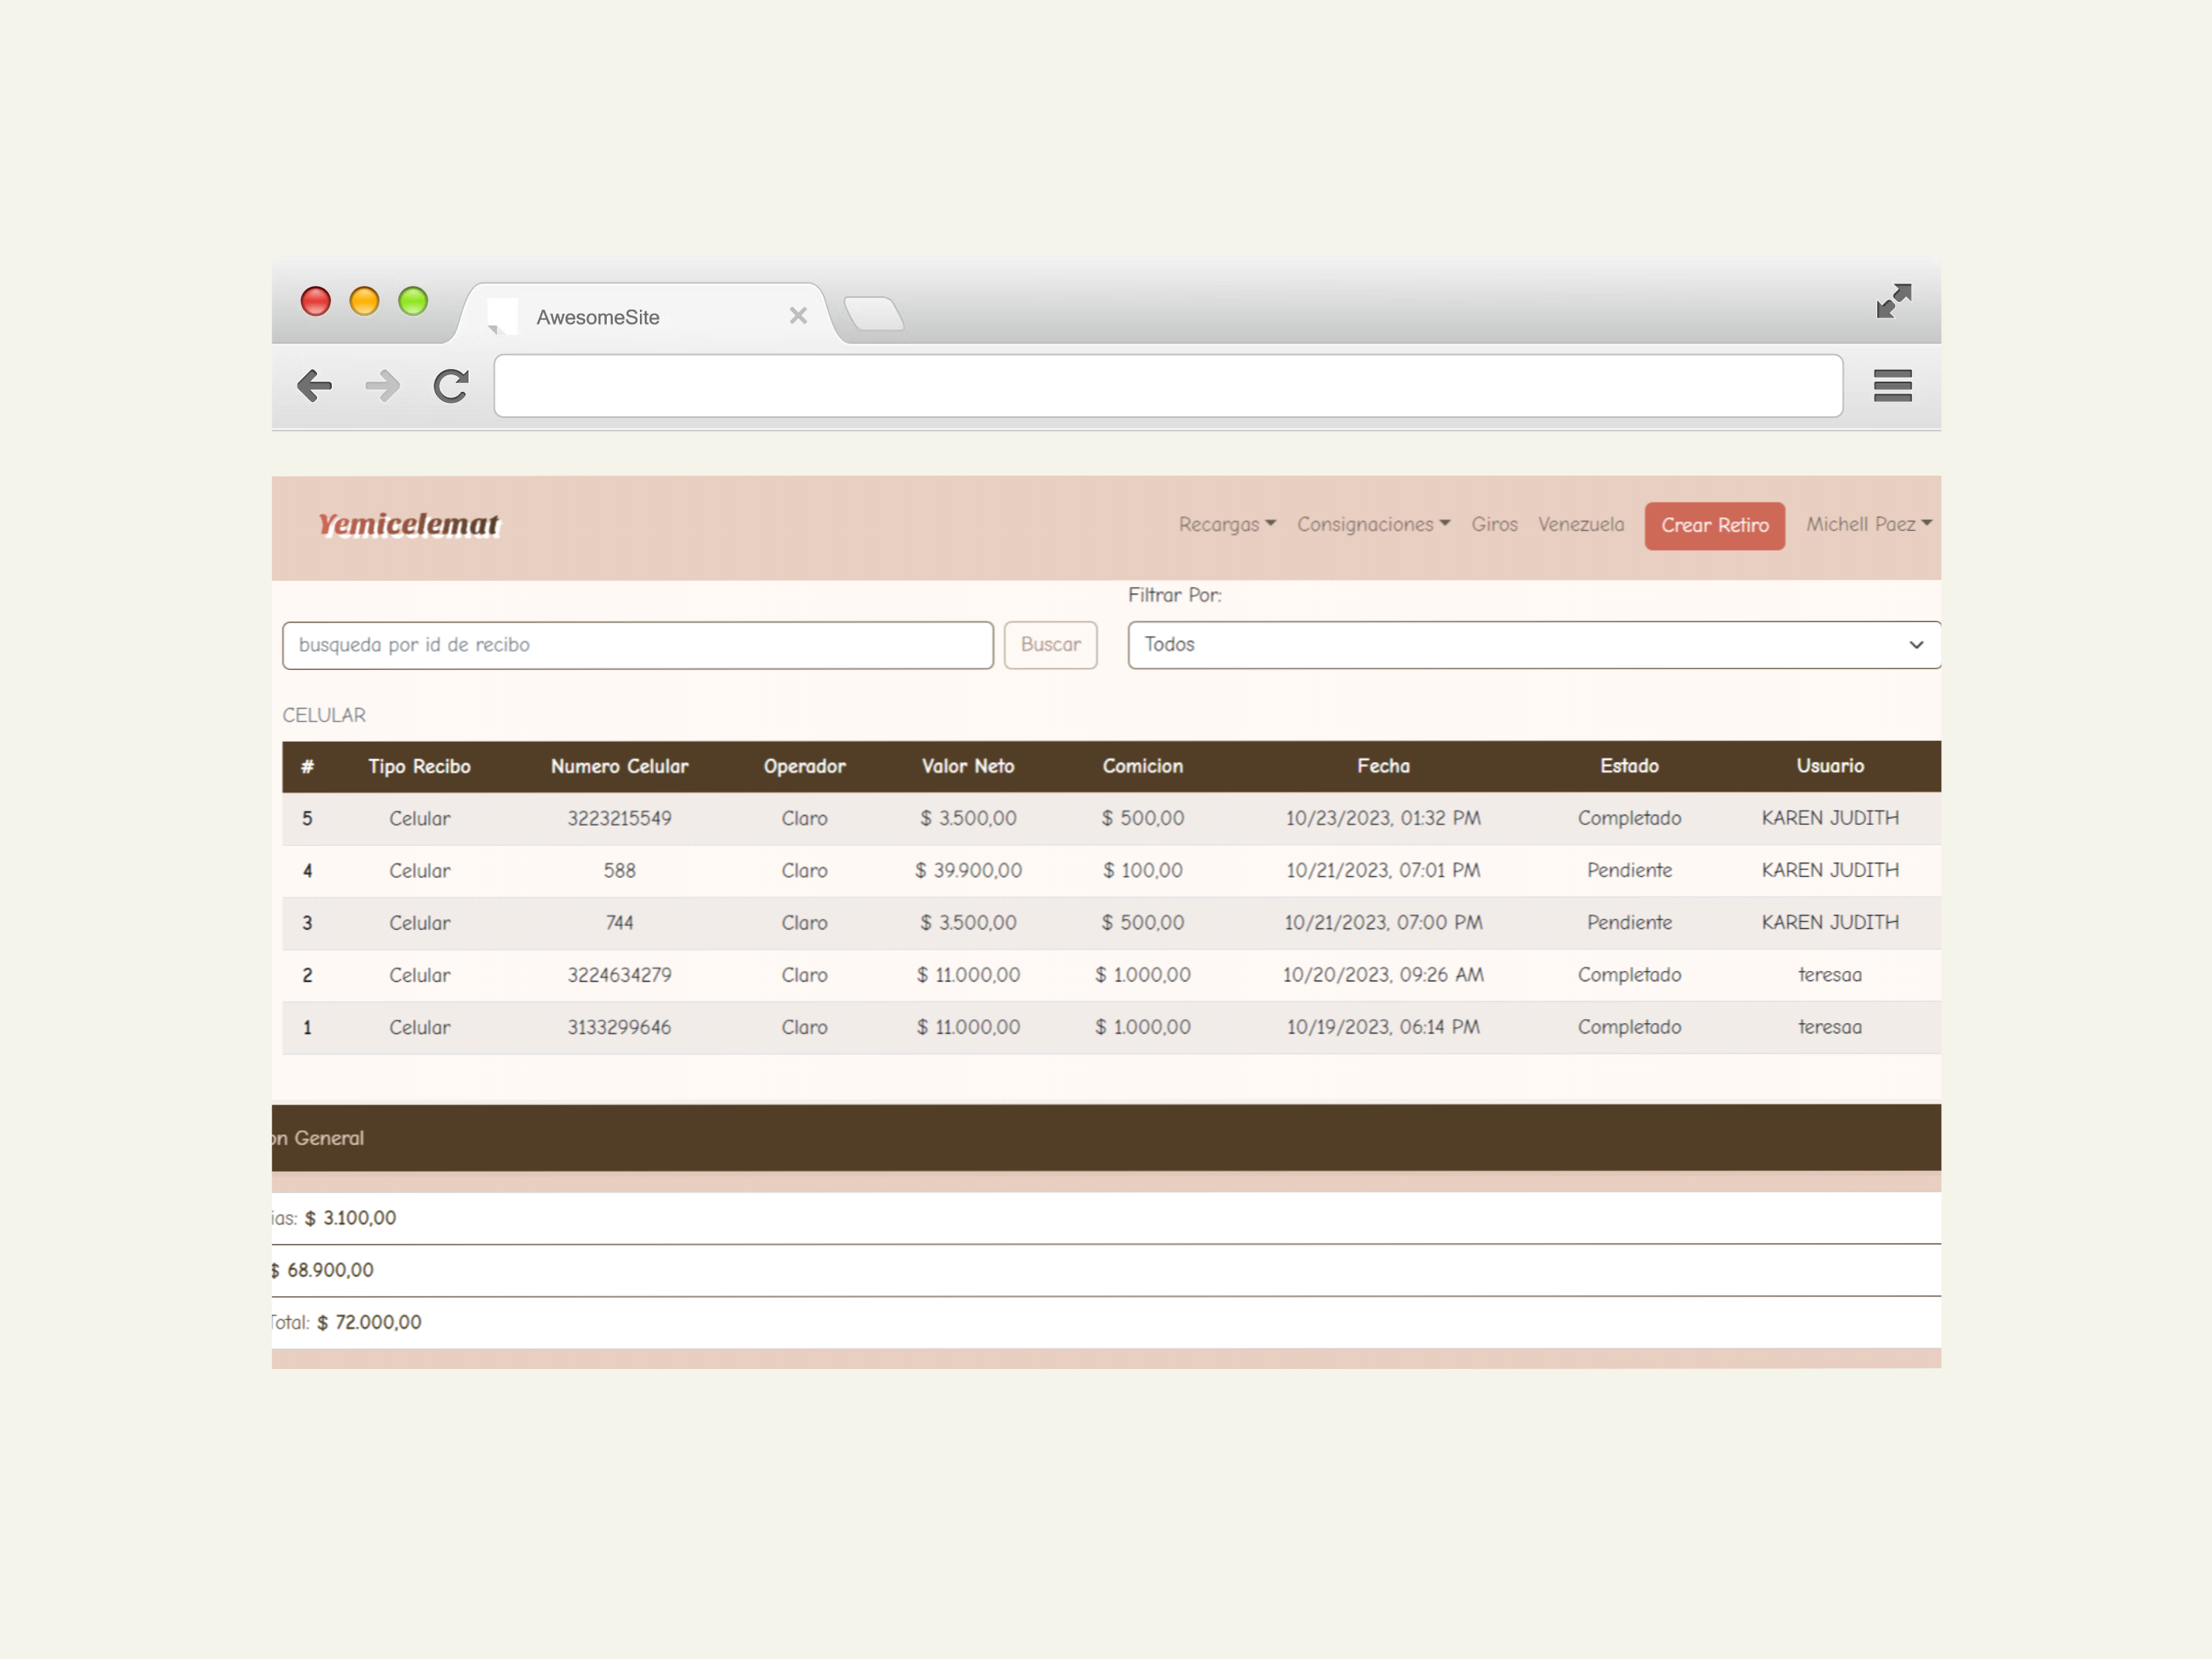 AwesomeSite
Yemicelemat Recargas Consignaciones Giros Venezuela Crear Retiro Michell Paez
Filtrar Por:
busqueda por id de recibo Buscar Todos
CELULAR
# Tipo Recibo Numero Celular Operador Valor Neto Comicion Fecha Estado Usuario
5 Celular 3223215549 Claro $ 3.500,00 $ 500,00 10/23/2023, 01:32 PM Completado KAREN JUDITH
4 Celular 588 Claro $ 39.900,00 $ 100,00 10/21/2023, 07:01 PM Pendiente KAREN JUDITH
3 Celular 744 Claro $ 3.500,00 $ 500,00 10/21/2023, 07:00 PM Pendiente KAREN JUDITH
2 Celular 3224634279 Claro $ 11.000,00 $ 1.000,00 10/20/2023, 09:26 AM Completado teresaa
1 Celular 3133299646 Claro $ 11.000,00 $ 1.000,00 10/19/2023, 06:14 PM Completado teresaa
on General
ias: $ 3.100,00
$ 68.900,00
Total: $ 72.000,00